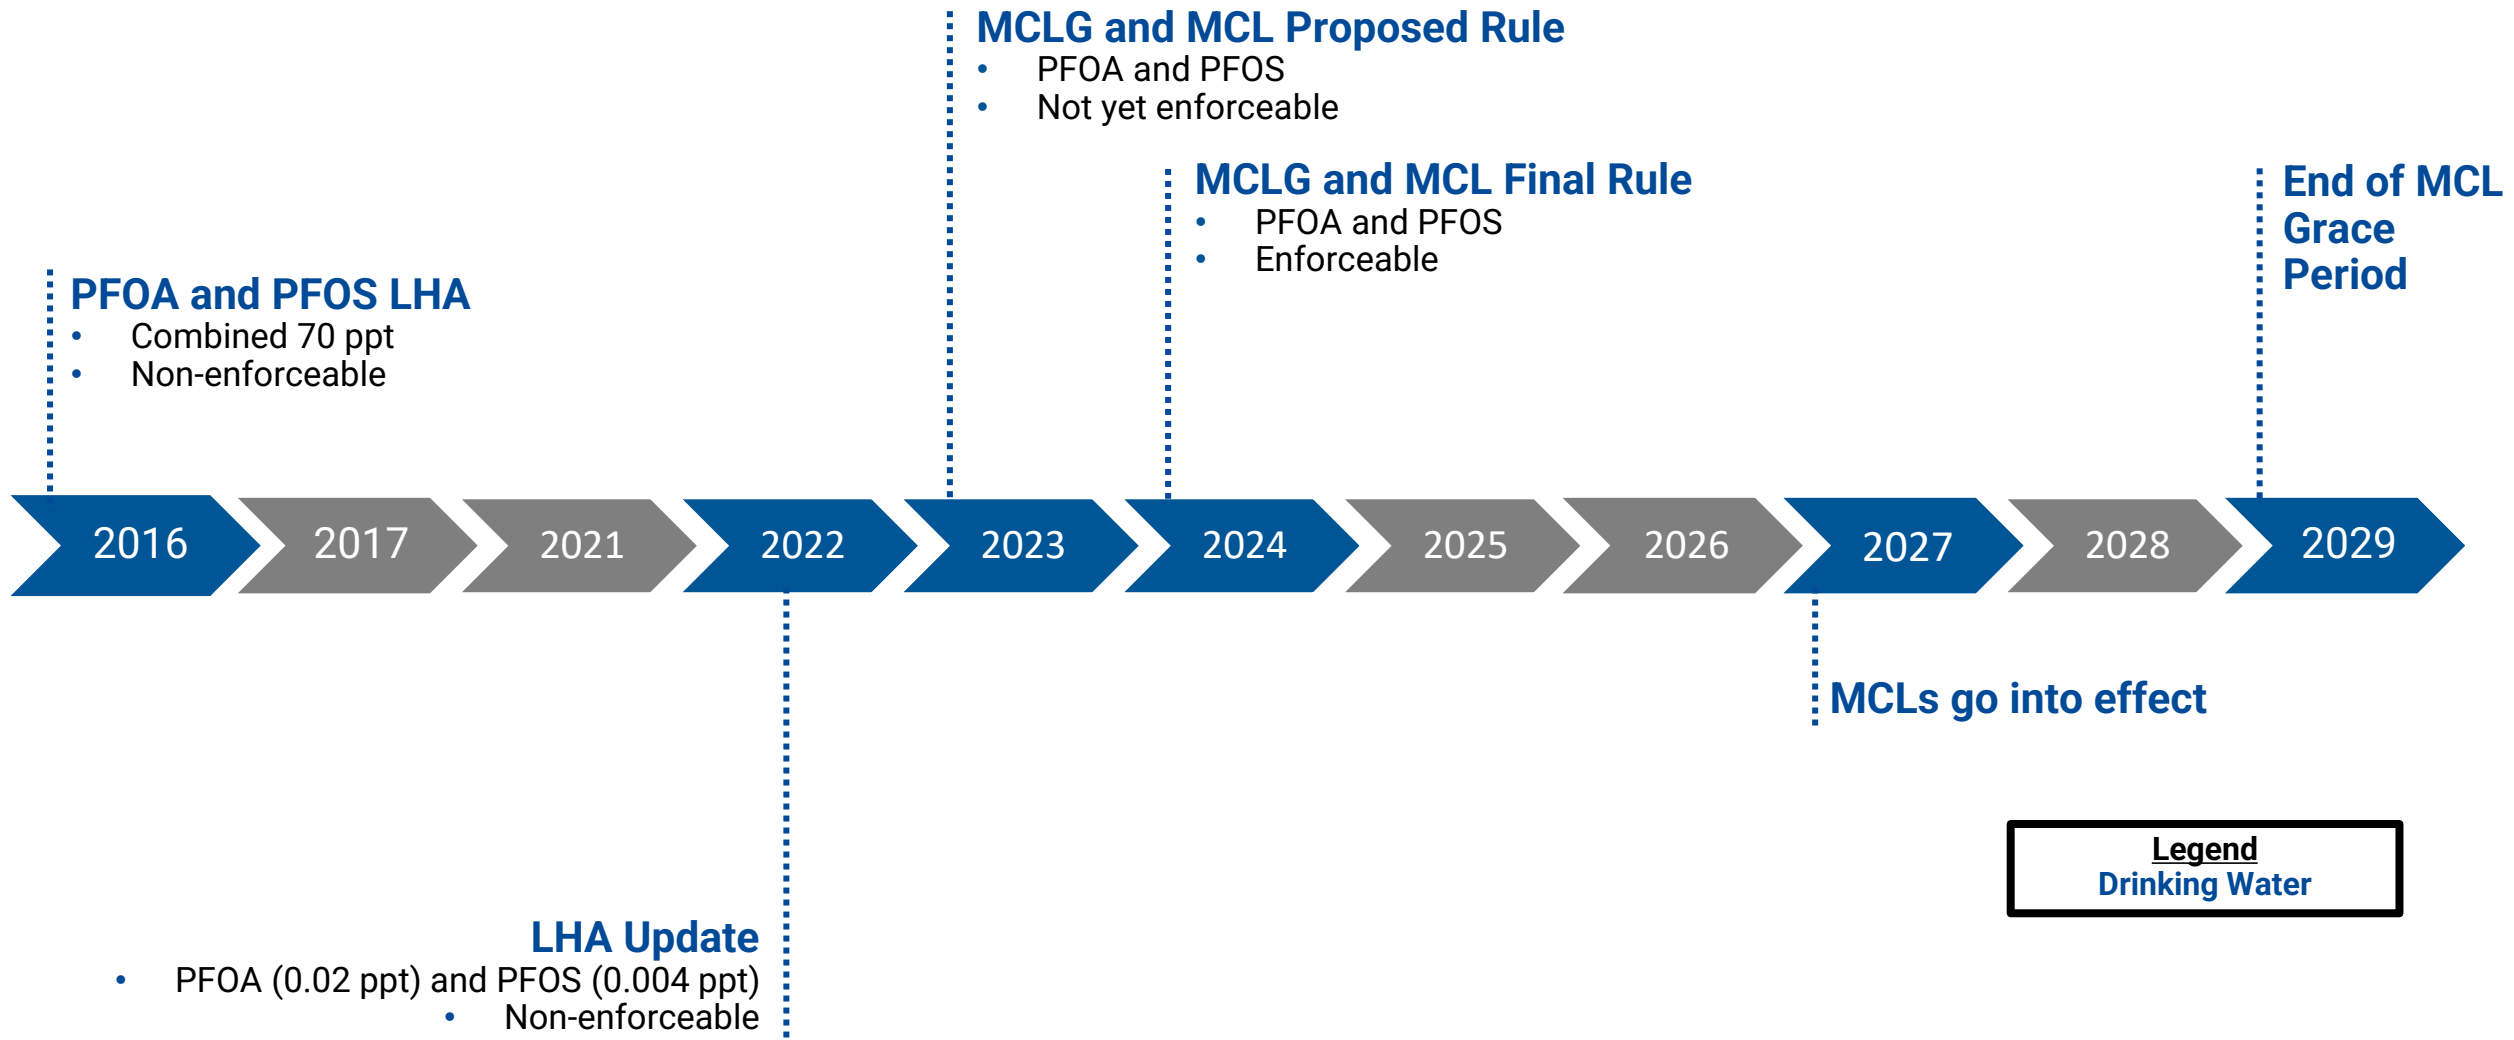 MCLG and MCL Proposed Rule
• PFOA and PFOS
• Not yet enforceable
MCLG and MCL Final Rule
• PFOA and PFOS
• Enforceable
End of MCL
Grace
Period
PFOA and PFOS LHA
• Combined 70 ppt
• Non-enforceable
2016
2017
2021
2022
2023
2024
2025
2026
2027
2028
2029
MCLs go into effect
Legend
Drinking Water
LHA Update
• PFOA (0.02 ppt) and PFOS (0.004 ppt)
• Non-enforceable